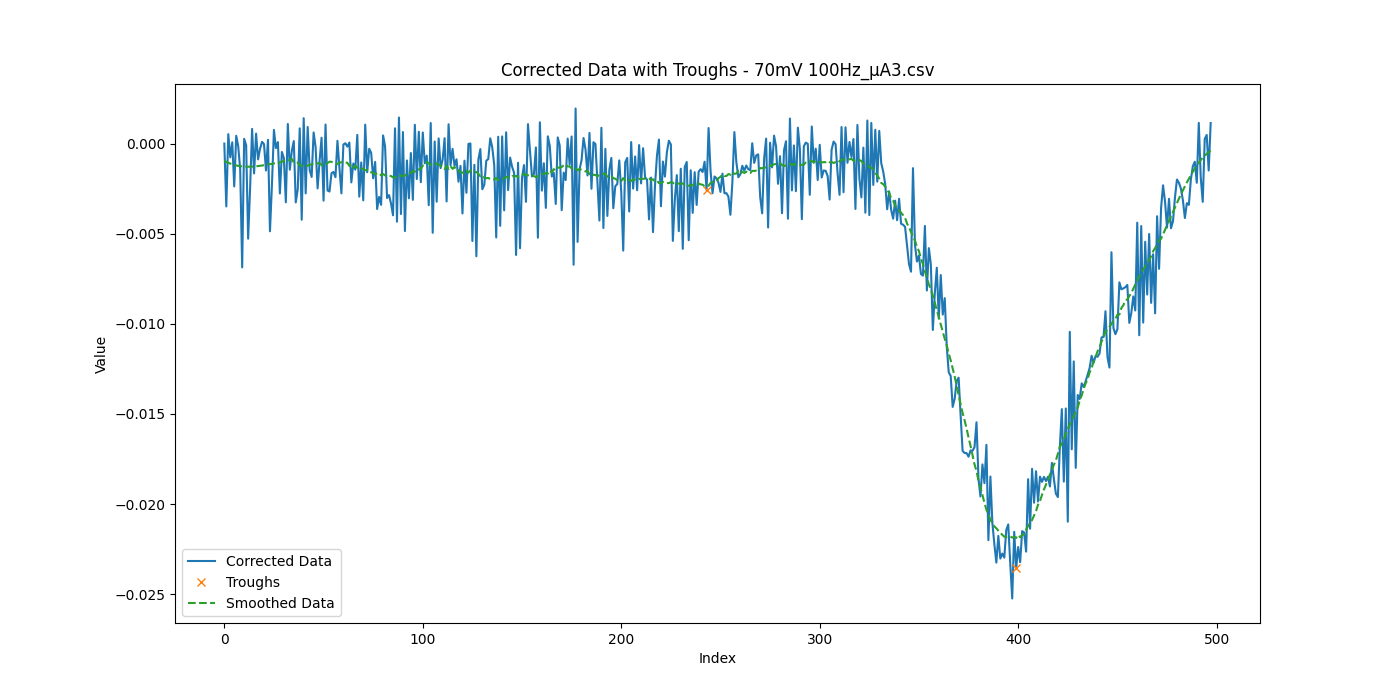 Corrected Data with Troughs - 70mV 100Hz_μA3.csv
Value
0.000
−0.005
−0.010
−0.015
−0.020
−0.025
Corrected Data
Troughs
Smoothed Data
0
100
200
300
400
500
Index